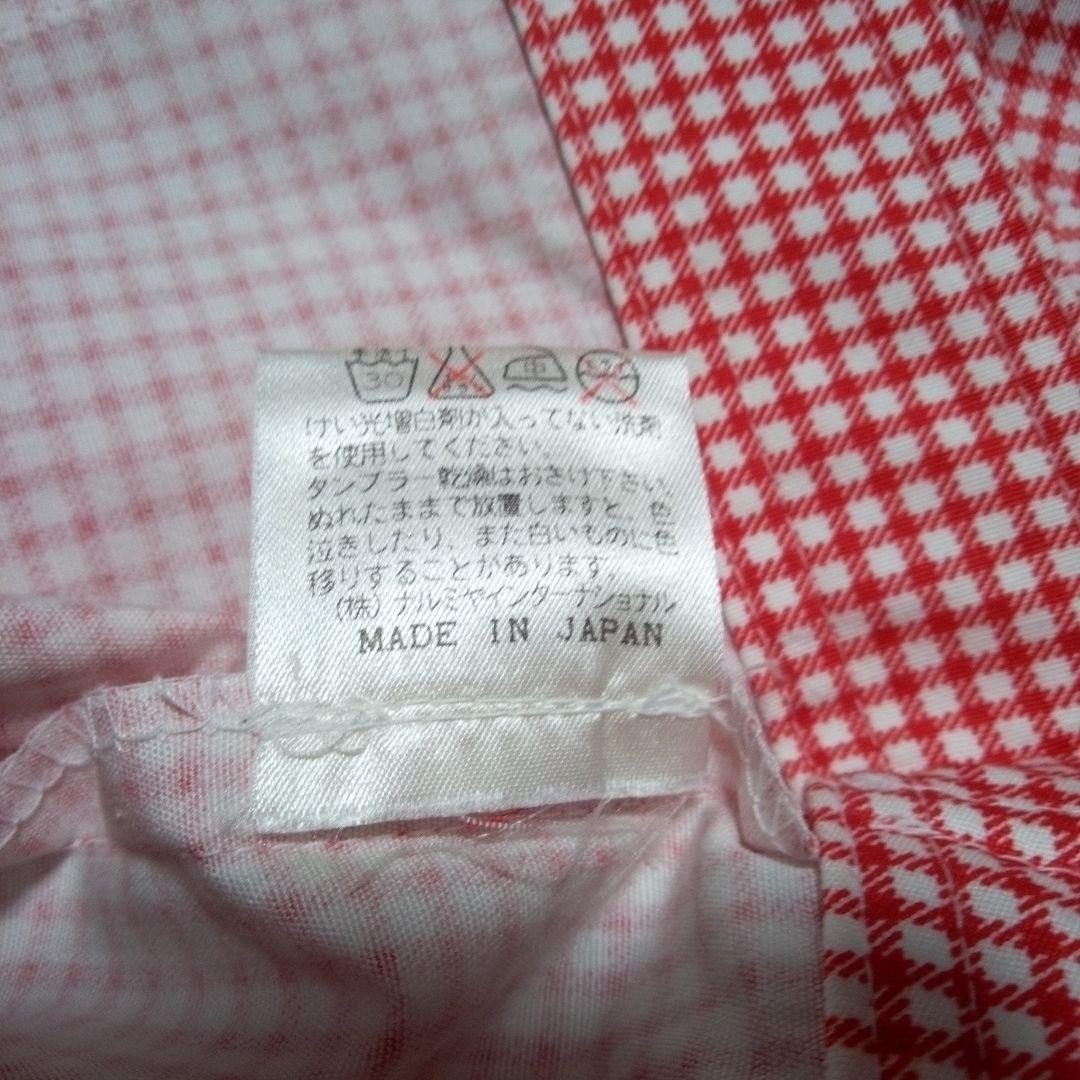 30
中
けい光増白剤が入ってない洗剤
を使用してください。
タンブラー乾燥はおさけ下さい。
ぬれたままで放置しますと、色
泣きしたり、また白いものに色
移りすることがあります。
(株)ナルミヤインターナショナル
MADE IN JAPAN